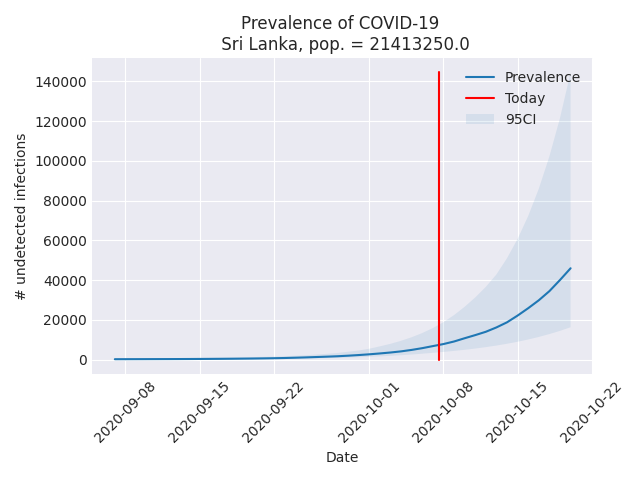 Prevalence of COVID-19
Sri Lanka, pop. = 21413250.0
Prevalence
Today
95CI
# undetected infections
140000
120000
100000
80000
60000
40000
20000
0
2020-09-08
2020-09-15
2020-09-22
2020-10-01
2020-10-08
2020-10-15
2020-10-22
Date